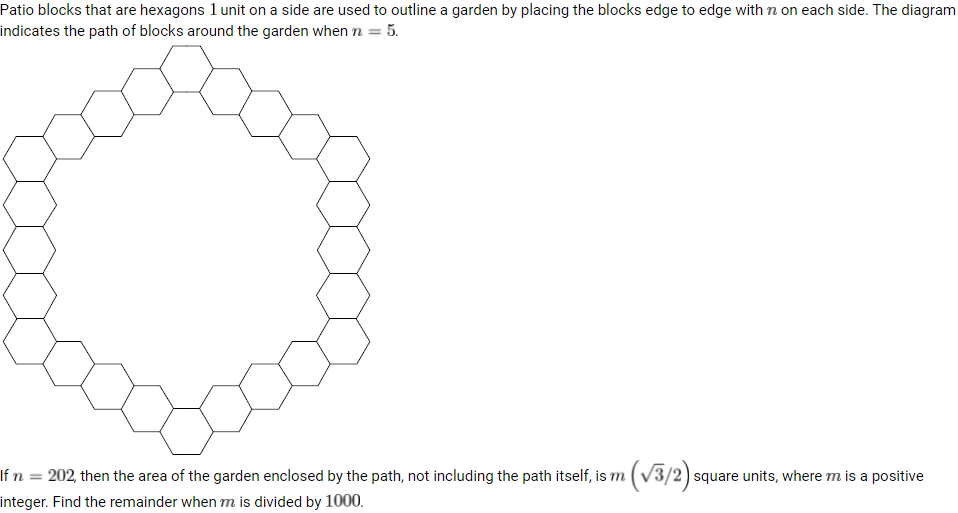 Patio blocks that are hexagons 1 unit on a side are used to outline a garden by placing the blocks edge to edge with n on each side. The diagram
indicates the path of blocks around the garden when n = 5.
If n = 202, then the area of the garden enclosed by the path, not including the path itself, is m (√3/2) square units, where m is a positive
integer. Find the remainder when m is divided by 1000.